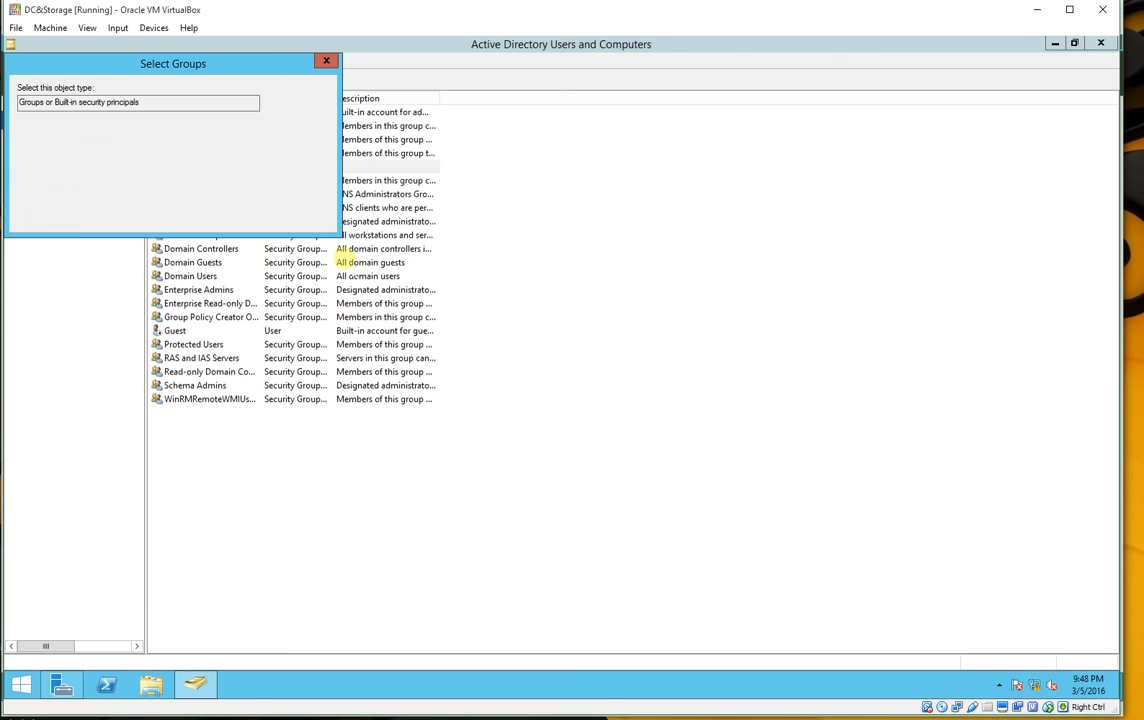 DC&Storage [Running] - Oracle VM VirtualBox
File Machine View Input Devices Help
Active Directory Users and Computers
Select Groups
Select this object type:
Groups or Built-in security principals
escription
uilt-in account for ad...
lembers in this group c...
lembers of this group ...
lembers of this group t...
lembers in this group c...
NS Administrators Gro...
NS clients who are per...
esignated administrato...
ll workstations and ser...
Domain Controllers Security Group... All domain controllers i...
Domain Guests Security Group... All domain guests
Domain Users Security Group... All domain users
Enterprise Admins Security Group... Designated administrato...
Enterprise Read-only D... Security Group... Members of this group ...
Group Policy Creator O... Security Group... Members in this group c...
Guest User Built-in account for gue...
Protected Users Security Group... Members of this group ...
RAS and IAS Servers Security Group... Servers in this group can...
Read-only Domain Co... Security Group... Members of this group ...
Schema Admins Security Group... Designated administrato...
WinRMRemoteWMIUs... Security Group... Members of this group ...
9:48 PM
3/5/2016
Right Ctrl